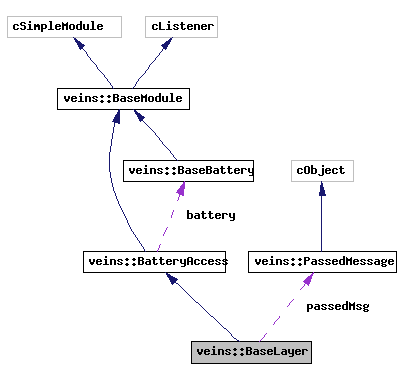 cSimpleModule
cListener
veins::BaseModule
veins::BaseBattery
cObject
battery
veins::BatteryAccess
veins::PassedMessage
passedMsg
veins::BaseLayer